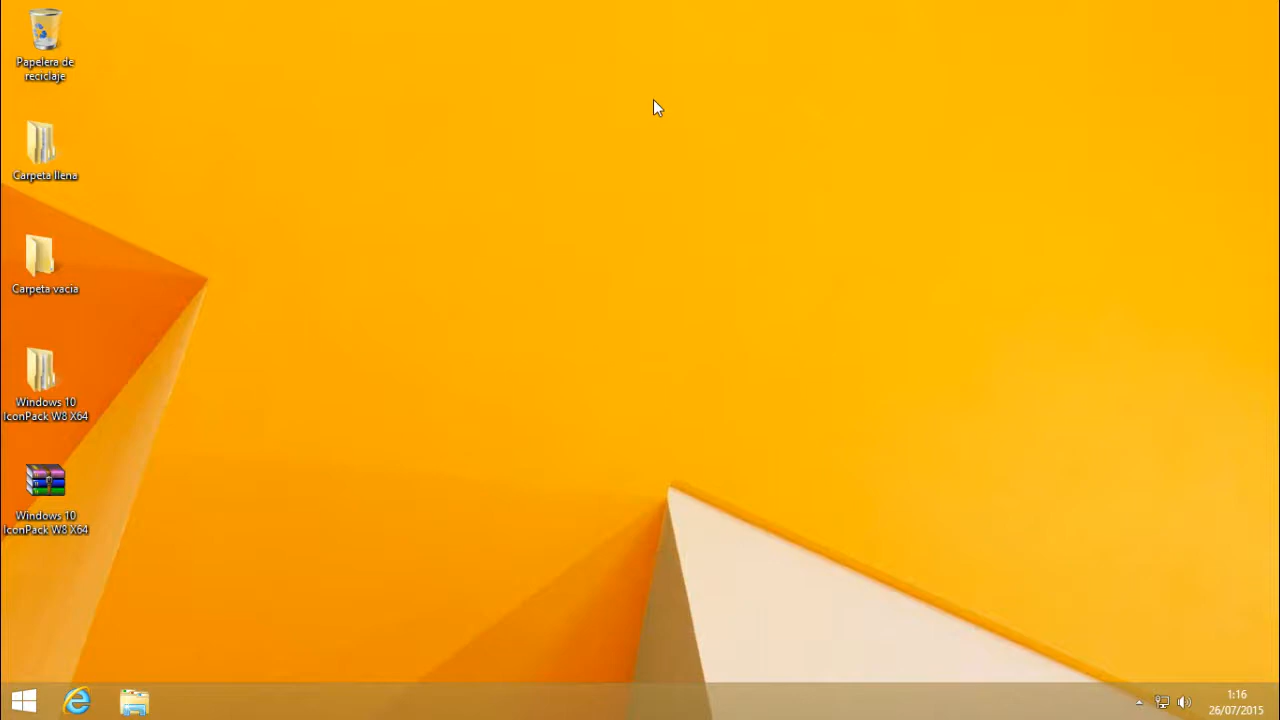 Papelera de
reciclaje
Carpeta llena
Carpeta vacia
Windows 10
IconPack W8 X64
Windows 10
IconPack W8 X64
1:16
26/07/2015